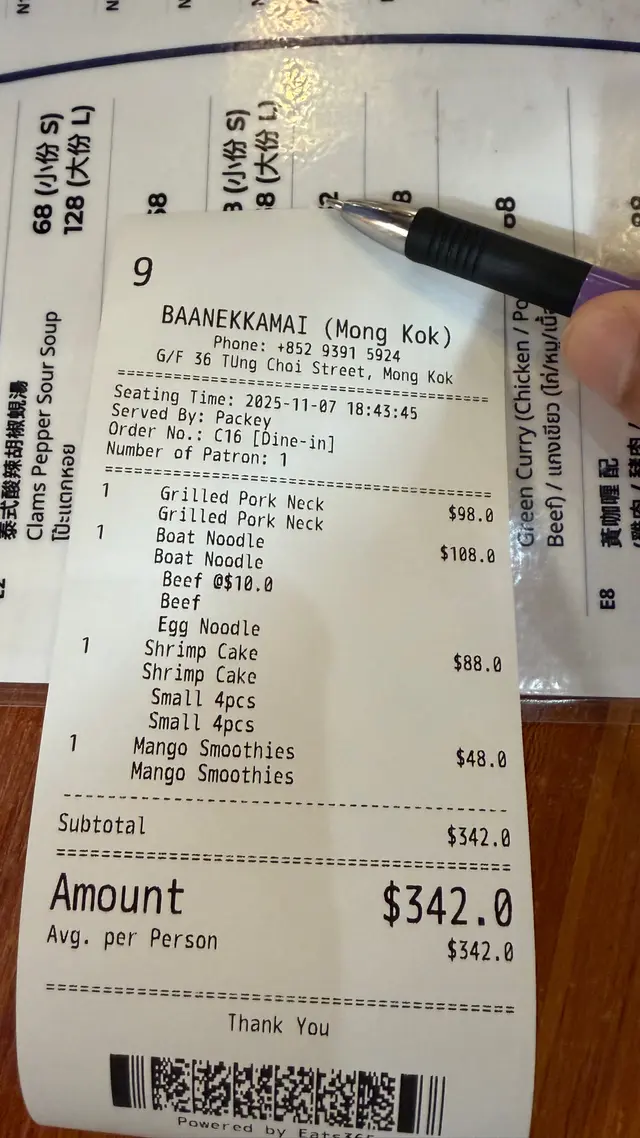 68 (小份 S)
128 (大份 L)
泰式酸辣胡椒蜆湯
Clams Pepper Sour Soup
Green Curry (Chicken /
Beef) /
E8
黃咖喱 配
9
BAANEKKAMAI (Mong Kok)
Phone: +852 9391 5924
G/F 36 TUng Choi Street, Mong Kok
Seating Time: 2025-11-07 18:43:45
Served By: Packey
Order No.: C16 [Dine-in]
Number of Patron: 1
1 Grilled Pork Neck $98.0
Grilled Pork Neck
1 Boat Noodle $108.0
Boat Noodle
Beef @$10.0
Beef
Egg Noodle
1 Shrimp Cake $88.0
Shrimp Cake
Small 4pcs
Small 4pcs
1 Mango Smoothies $48.0
Mango Smoothies
Subtotal $342.0
Amount $342.0
Avg. per Person $342.0
Thank You
Powered by Eats365